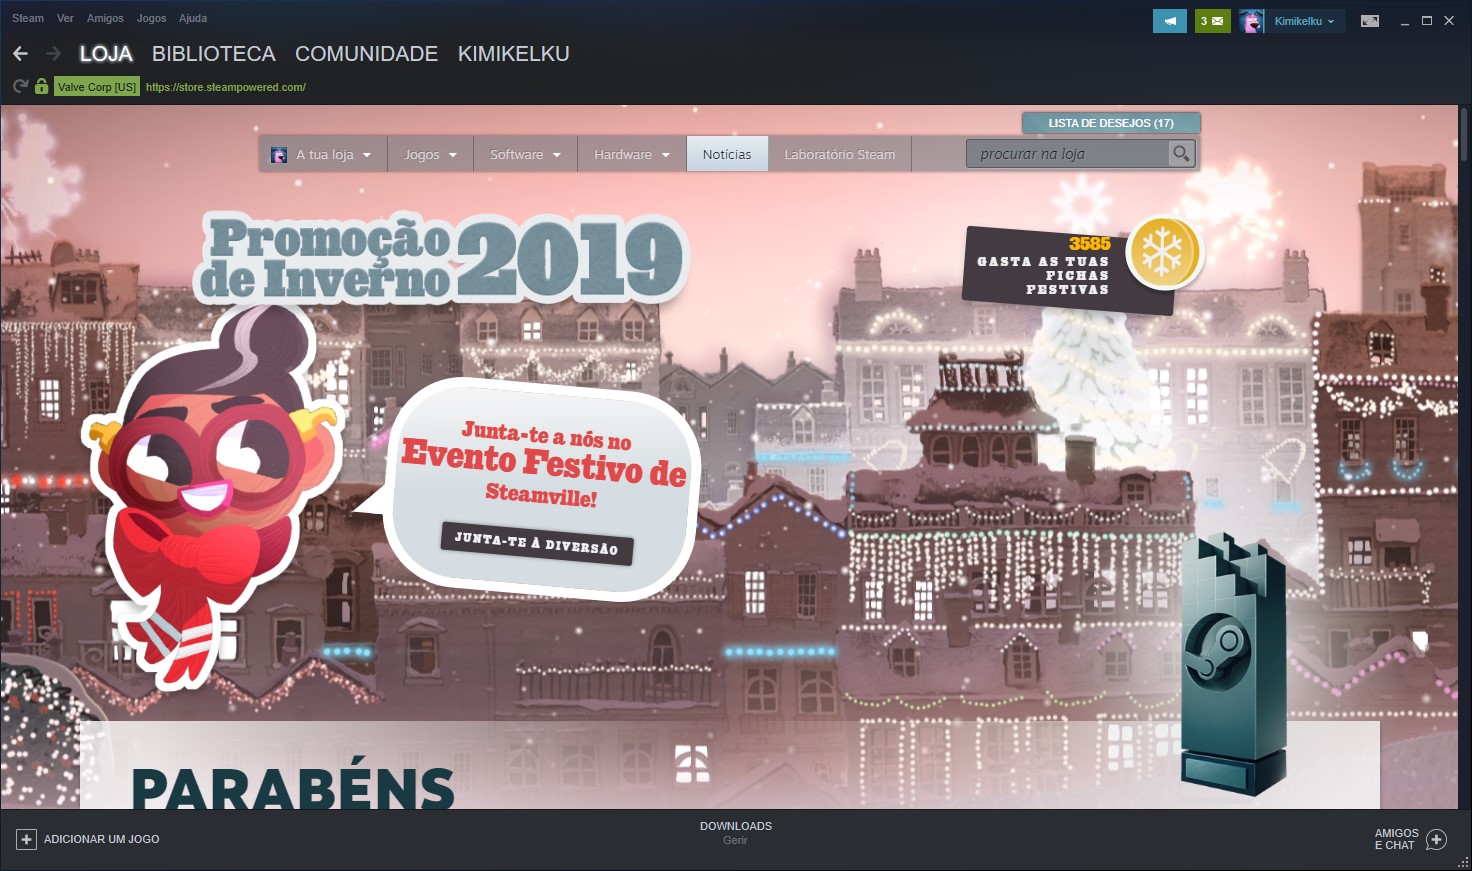 Steam Ver Amigos Jogos Ajuda
3 Kimikelku
LOJA BIBLIOTECA COMUNIDADE KIMIKELKU
Valve Corp [US] https://store.steampowered.com/
LISTA DE DESEJOS (17)
A tua loja Jogos Software Hardware Notícias Laboratório Steam procurar na loja
Promoção
de Inverno 2019
3585
GASTA AS TUAS
FICHAS
FESTIVAS
Junta-te a nós no
Evento Festivo de
Steamville!
JUNTA-TE À DIVERSÃO
PARABÉNS
ADICIONAR UM JOGO
DOWNLOADS
Gerir
AMIGOS
E CHAT